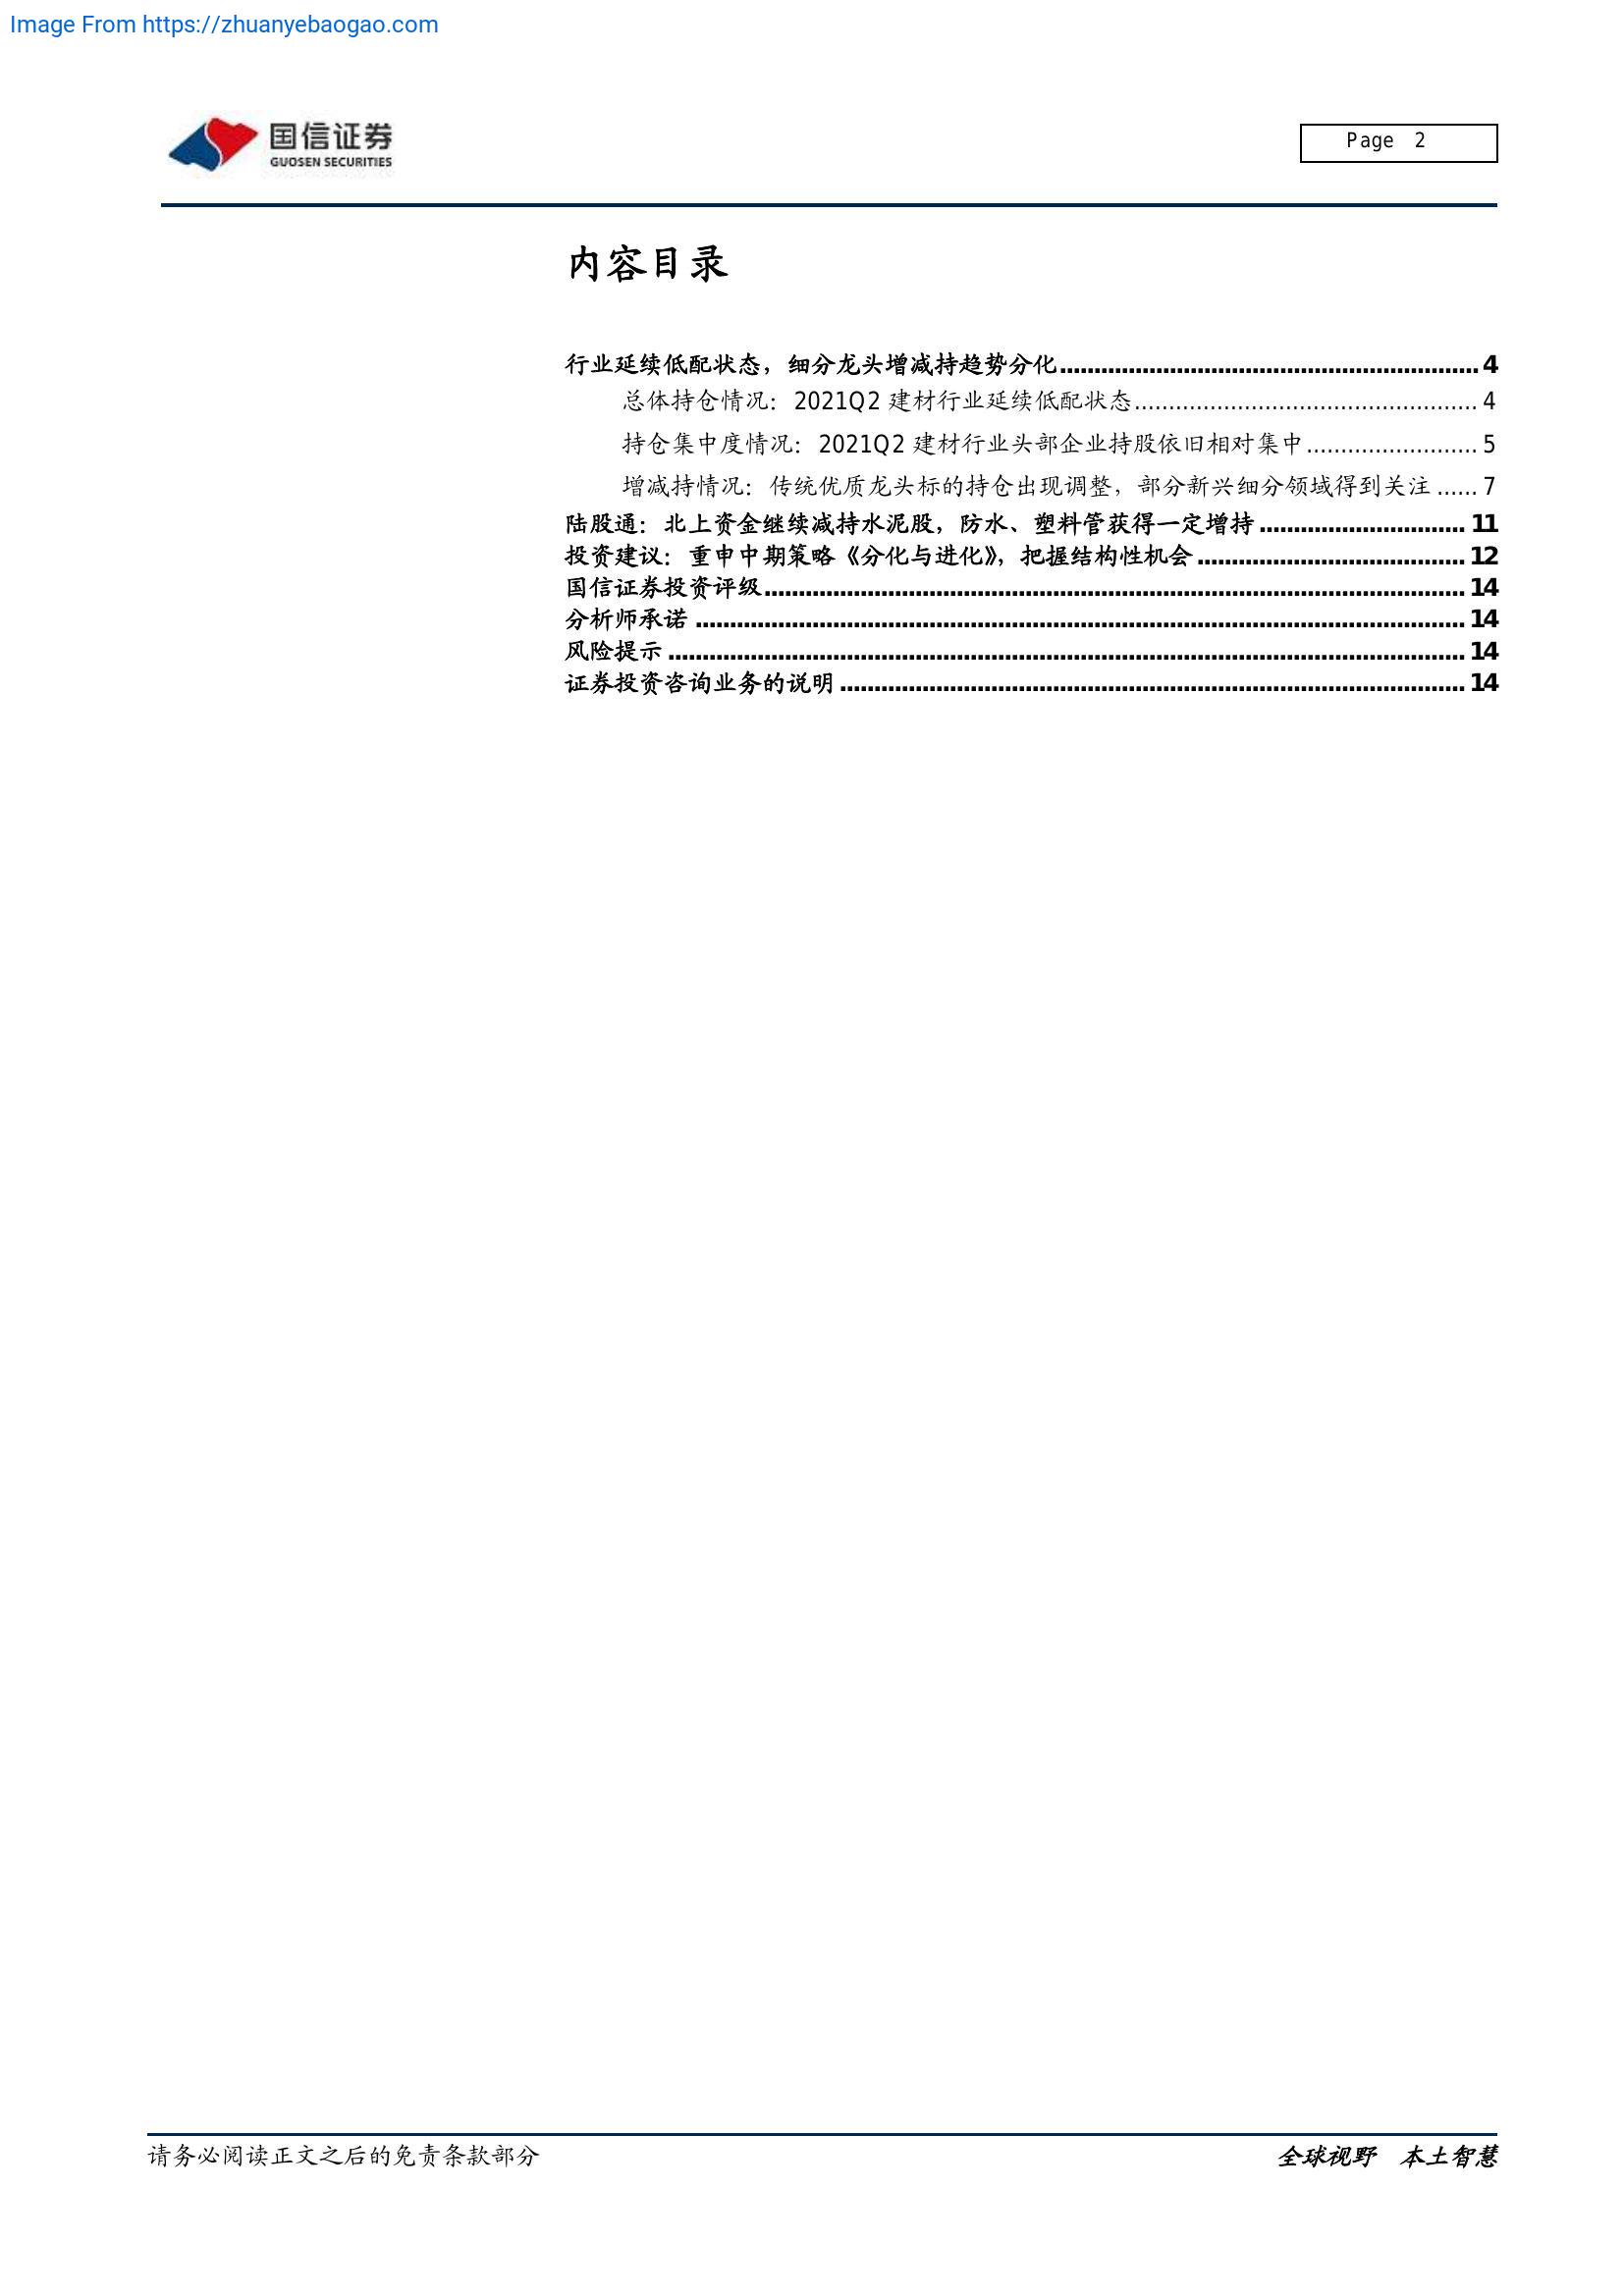 Image From https://zhuanyebaogao.com
国信证券
GUOSEN SECURITIES
Page 2
内容目录
行业延续低配状态，细分龙头增减持趋势分化............................................................. 4
总体持仓情况：2021Q2 建材行业延续低配状态.................................................. 4
持仓集中度情况：2021Q2 建材行业头部企业持股依旧相对集中......................... 5
增减持情况：传统优质龙头标的持仓出现调整，部分新兴细分领域得到关注 ...... 7
陆股通：北上资金继续减持水泥股，防水、塑料管获得一定增持 .............................. 11
投资建议：重申中期策略《分化与进化》，把握结构性机会 ....................................... 12
国信证券投资评级...................................................................................................... 14
分析师承诺 ................................................................................................................ 14
风险提示 .................................................................................................................... 14
证券投资咨询业务的说明 ........................................................................................... 14
请务必阅读正文之后的免责条款部分
全球视野 本土智慧